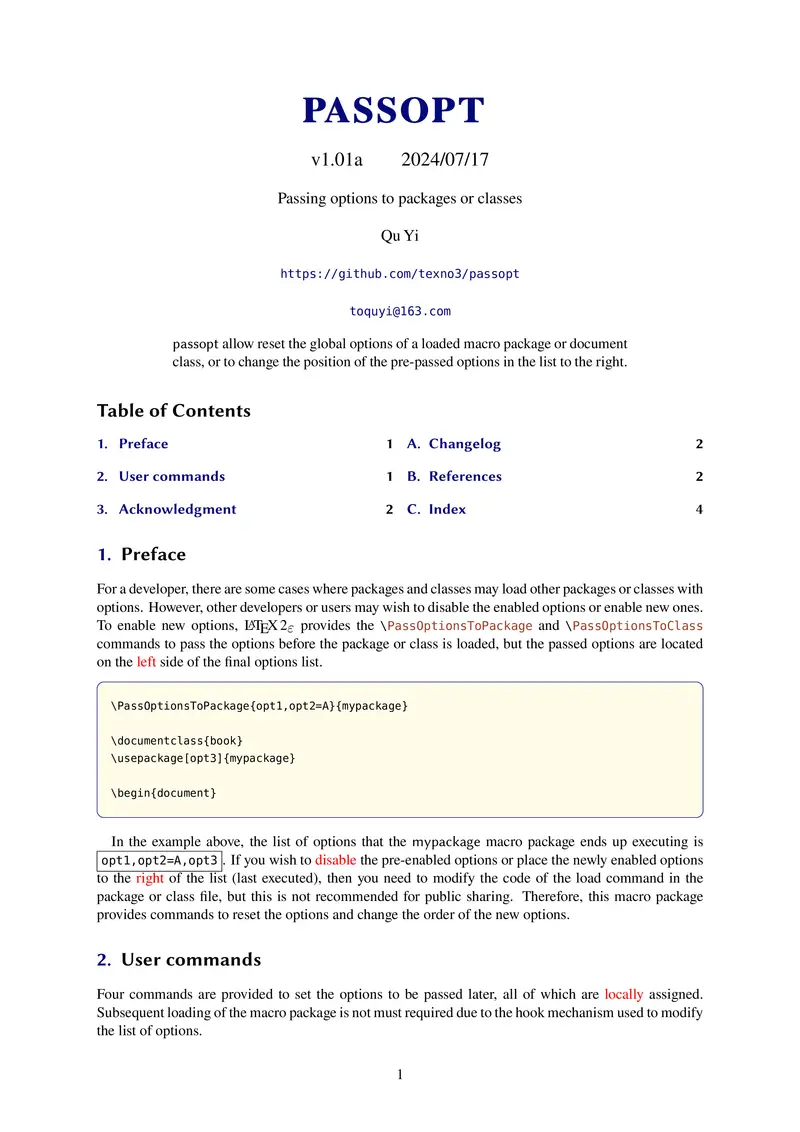 PASSOPT
v1.01a 2024/07/17
Passing options to packages or classes
Qu Yi
https://github.com/texno3/passopt
toquyi@163.com
passopt allow reset the global options of a loaded macro package or document
class, or to change the position of the pre-passed options in the list to the right.
Table of Contents
1. Preface 1
2. User commands 1
3. Acknowledgment 2
A. Changelog 2
B. References 2
C. Index 4
1. Preface
For a developer, there are some cases where packages and classes may load other packages or classes with
options. However, other developers or users may wish to disable the enabled options or enable new ones.
To enable new options, LATEX 2ε provides the \PassOptionsToPackage and \PassOptionsToClass
commands to pass the options before the package or class is loaded, but the passed options are located
on the left side of the final options list.
\PassOptionsToPackage{opt1,opt2=A}{mypackage}
\documentclass{book}
\usepackage[opt3]{mypackage}
\begin{document}
In the example above, the list of options that the mypackage macro package ends up executing is
opt1,opt2=A,opt3 . If you wish to disable the pre-enabled options or place the newly enabled options
to the right of the list (last executed), then you need to modify the code of the load command in the
package or class file, but this is not recommended for public sharing. Therefore, this macro package
provides commands to reset the options and change the order of the new options.
2. User commands
Four commands are provided to set the options to be passed later, all of which are locally assigned.
Subsequent loading of the macro package is not must required due to the hook mechanism used to modify
the list of options.
1